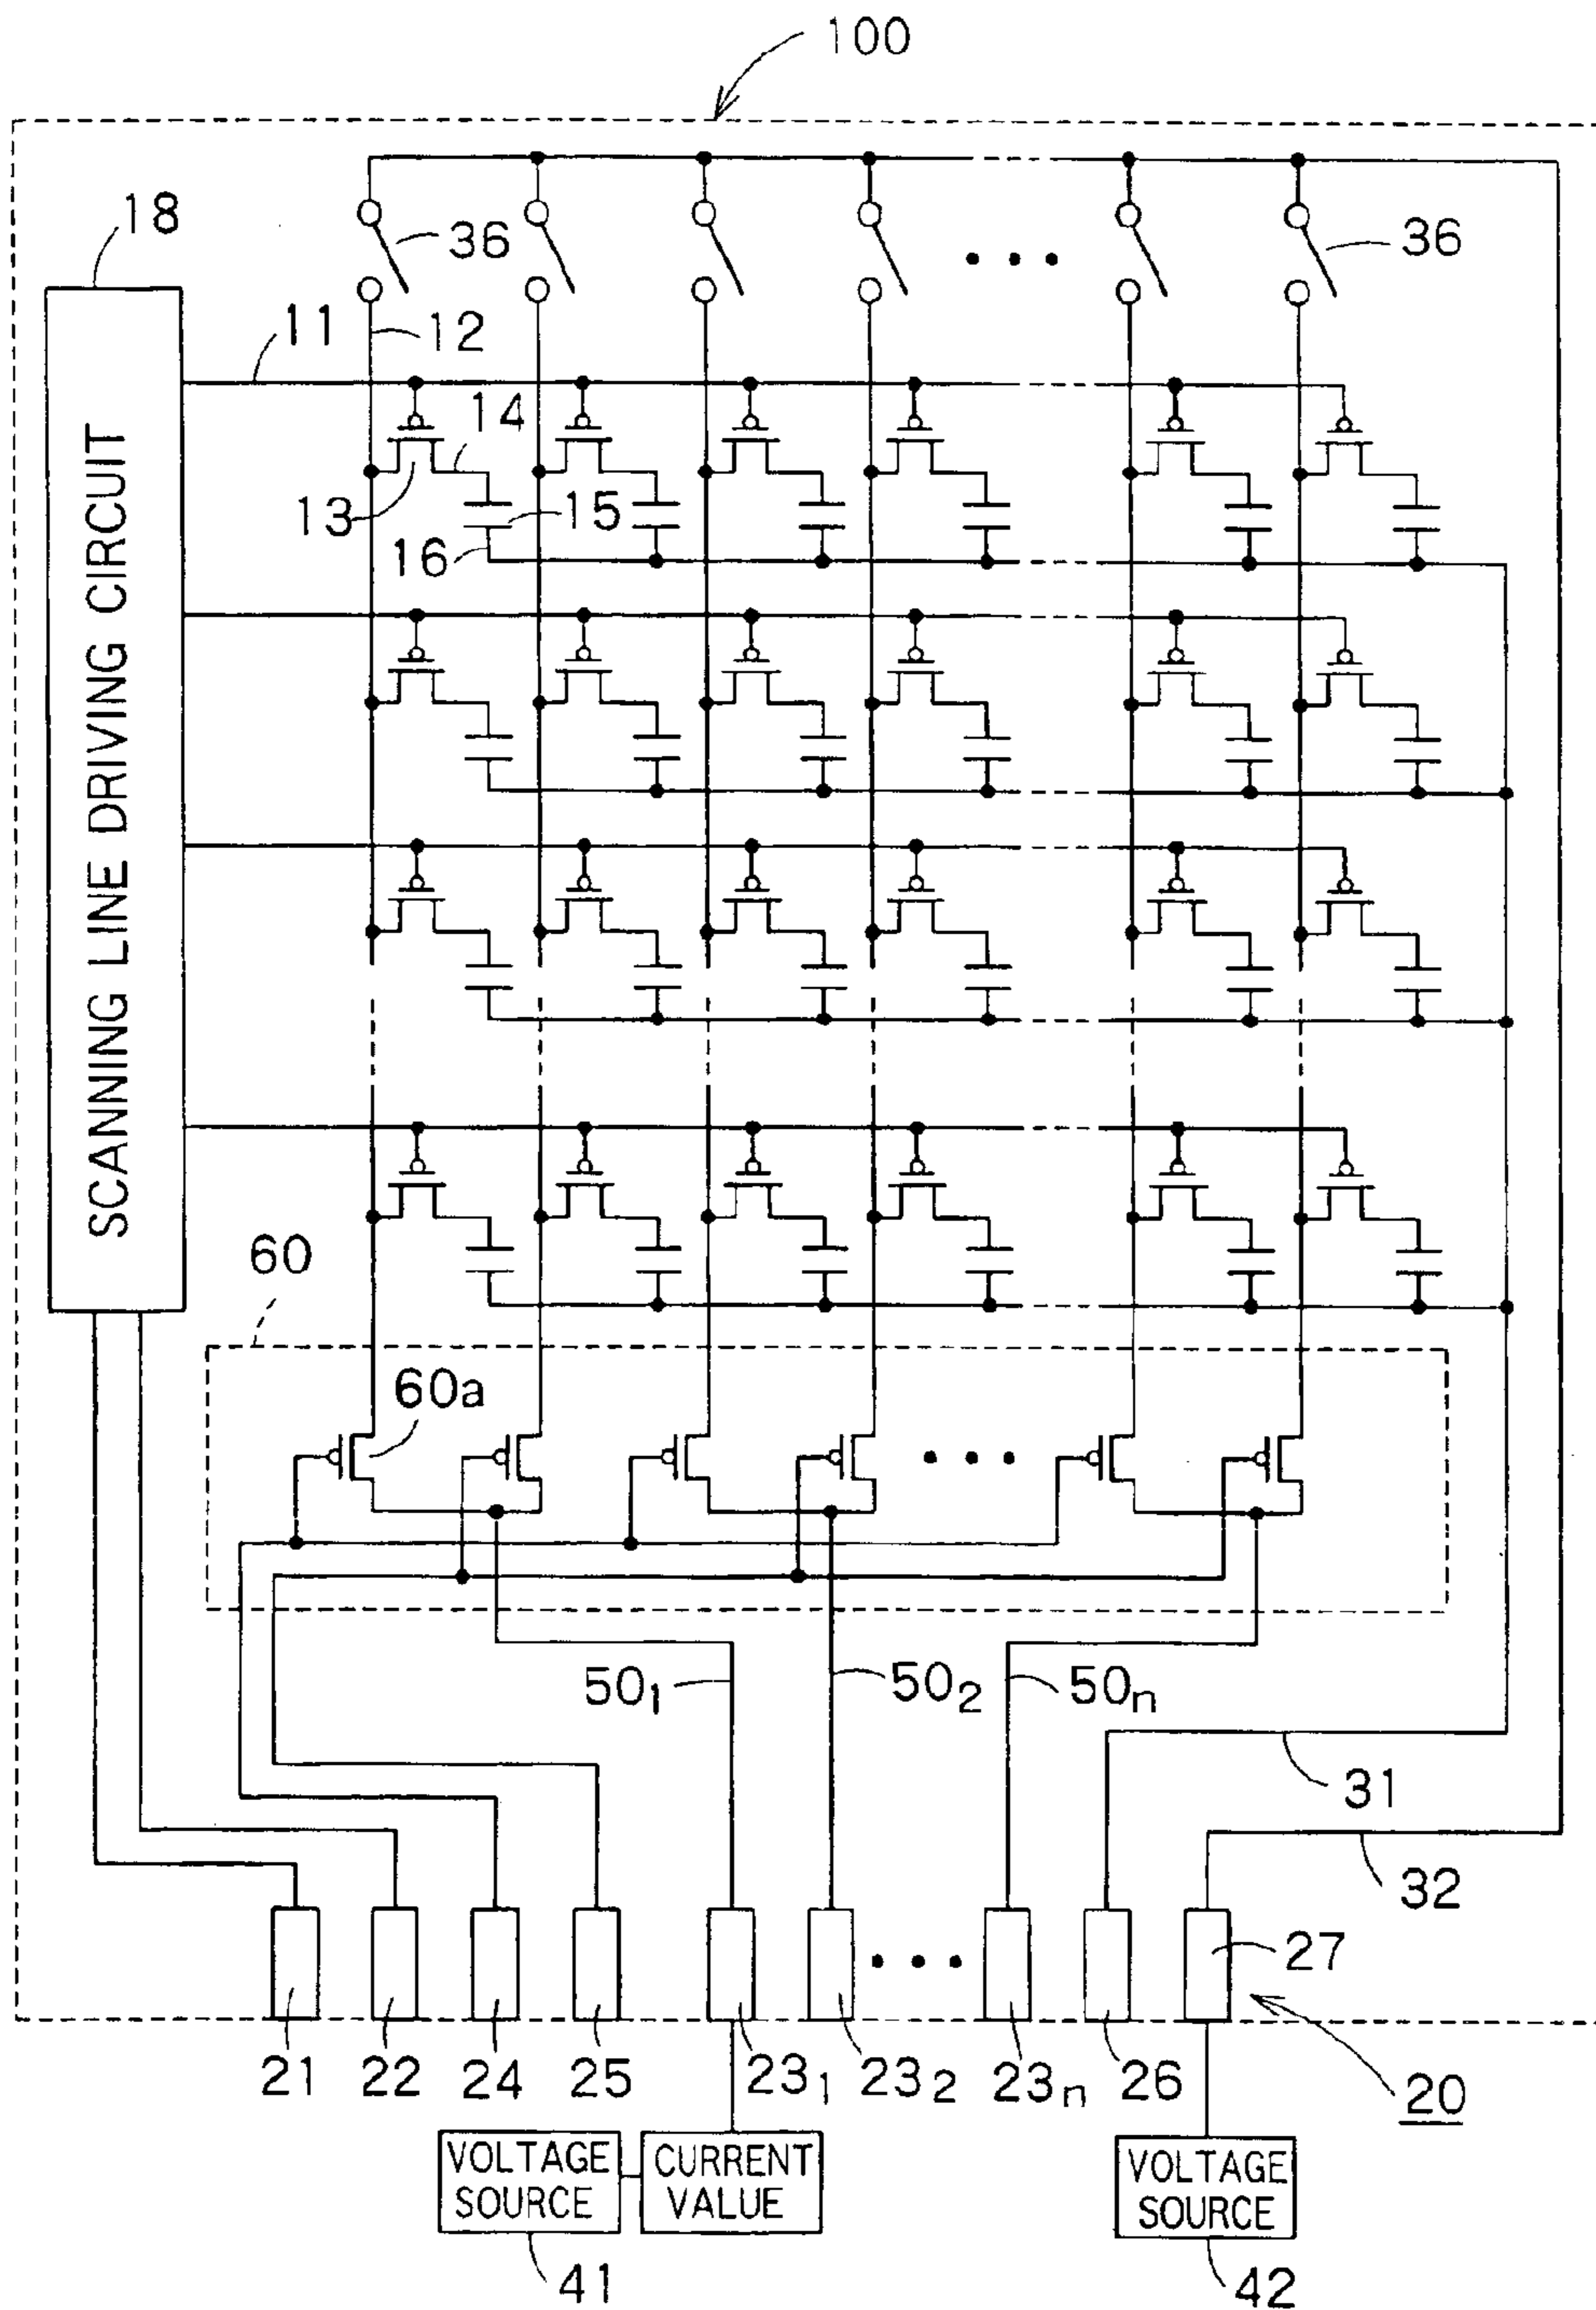 100
18
36
36
11
12
14
13
15
16
SCANNING LINE DRIVING CIRCUIT
60
60a
50₁
50₂
50ₙ
31
32
27
21
22
24
25
23₁
23₂
23ₙ
26
20
VOLTAGE
SOURCE
CURRENT
VALUE
VOLTAGE
SOURCE
41
42